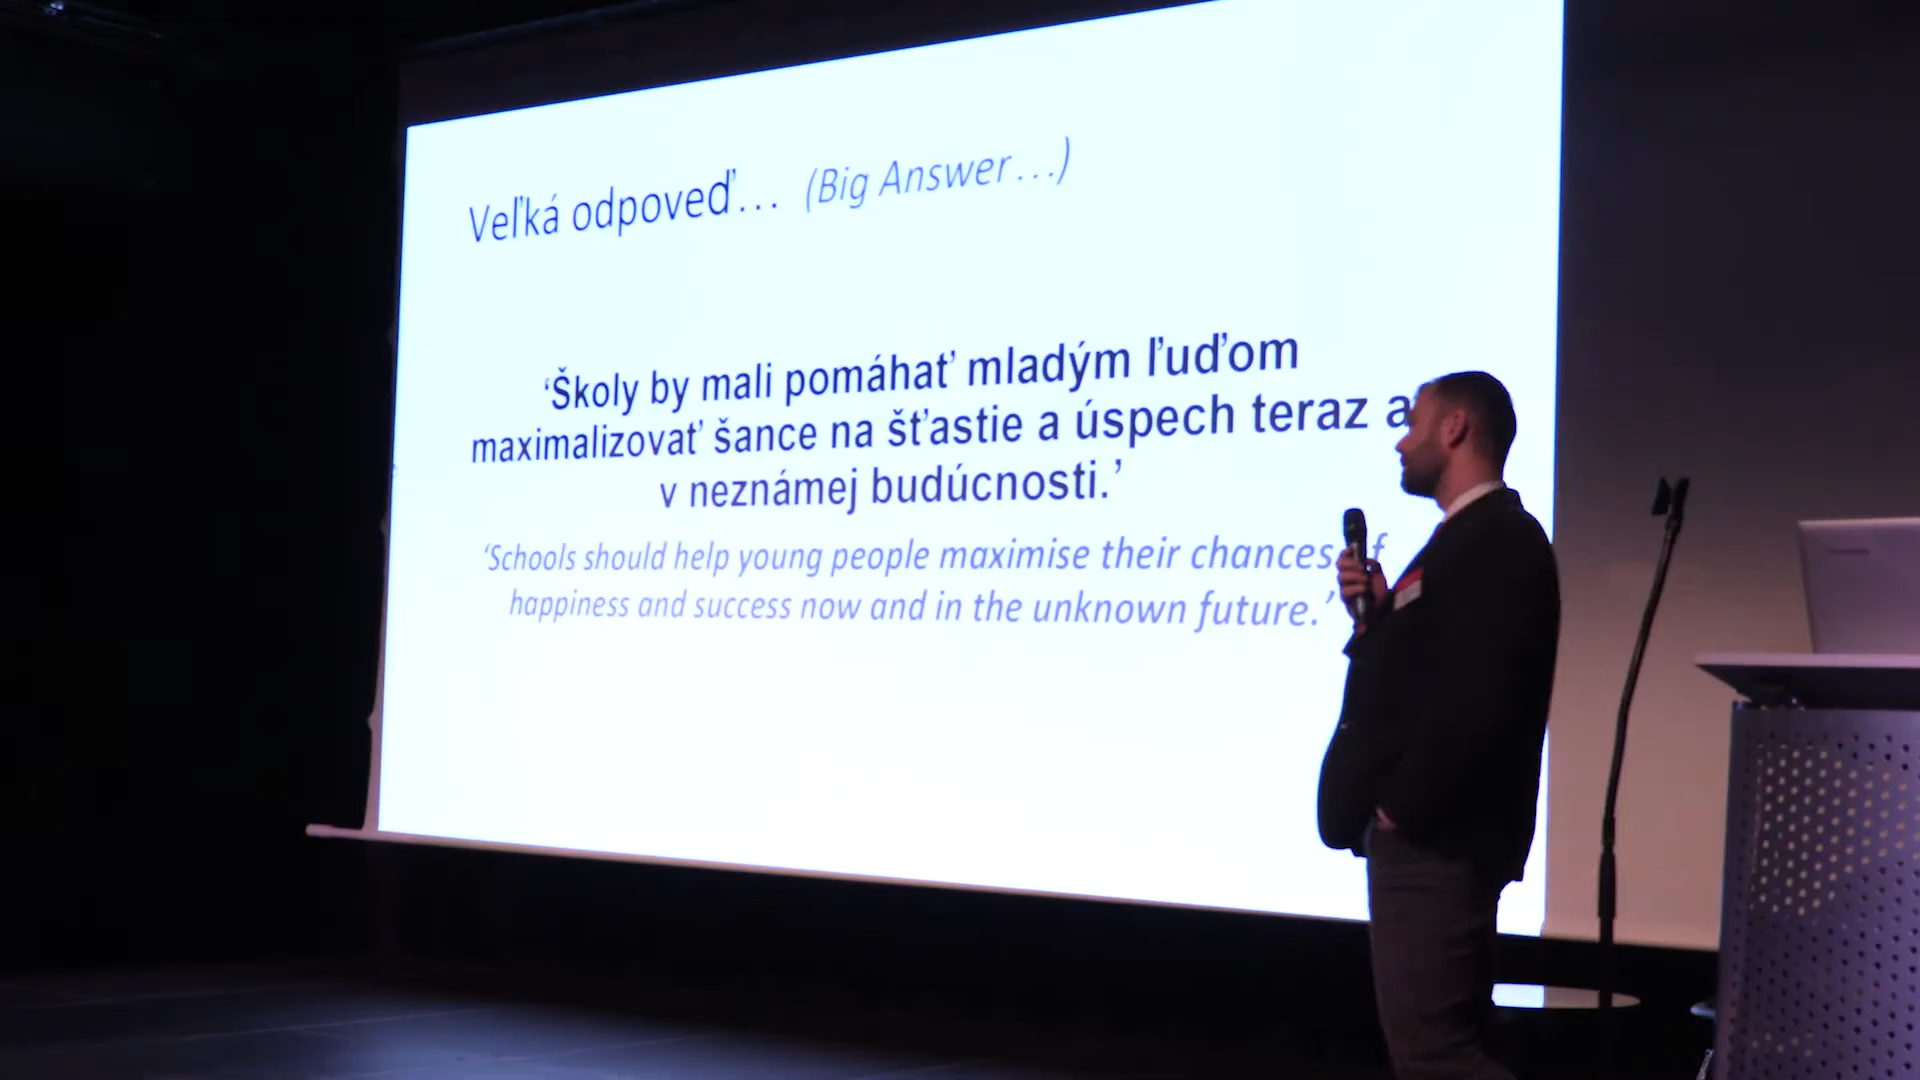 Veľká odpoveď... (Big Answer...)
‘Školy by mali pomáhať mladým ľuďom
maximalizovať šance na šťastie a úspech teraz a
v neznámej budúcnosti.’
‘Schools should help young people maximise their chances
happiness and success now and in the unknown future.’